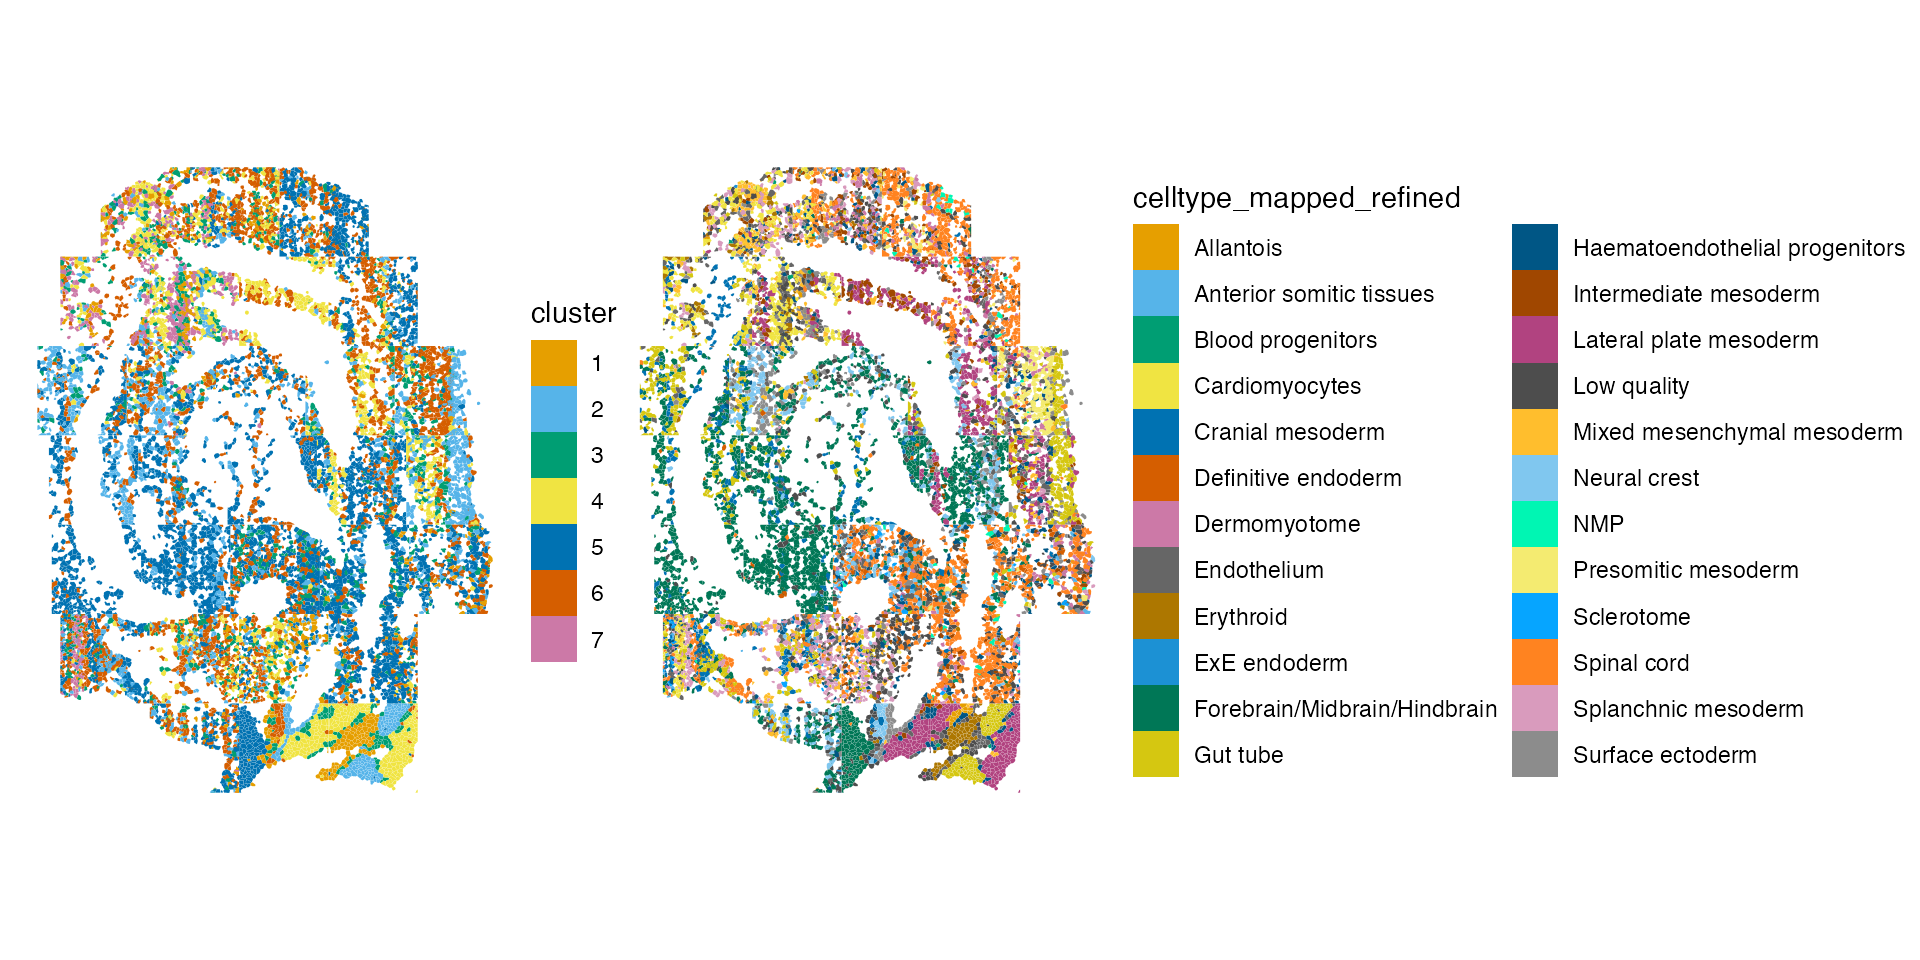 cluster
1
2
3
4
5
6
7
celltype_mapped_refined
Allantois
Anterior somitic tissues
Blood progenitors
Cardiomyocytes
Cranial mesoderm
Definitive endoderm
Dermomyotome
Endothelium
Erythroid
ExE endoderm
Forebrain/Midbrain/Hindbrain
Gut tube
Haematoendothelial progenitors
Intermediate mesoderm
Lateral plate mesoderm
Low quality
Mixed mesenchymal mesoderm
Neural crest
NMP
Presomitic mesoderm
Sclerotome
Spinal cord
Splanchnic mesoderm
Surface ectoderm